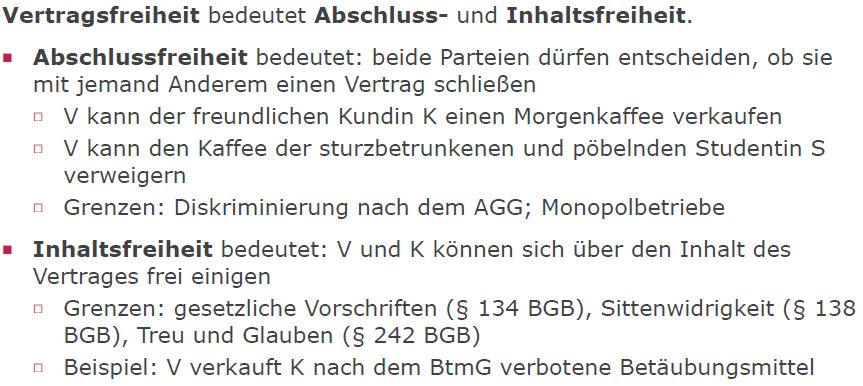 Vertragsfreiheit bedeutet Abschluss- und Inhaltsfreiheit.
Abschlussfreiheit bedeutet: beide Parteien dürfen entscheiden, ob sie
mit jemand Anderem einen Vertrag schließen
V kann der freundlichen Kundin K einen Morgenkaffee verkaufen
V kann den Kaffee der sturzbetrunkenen und pöbelnden Studentin S
verweigern
Grenzen: Diskriminierung nach dem AGG; Monopolbetriebe
Inhaltsfreiheit bedeutet: V und K können sich über den Inhalt des
Vertrages frei einigen
Grenzen: gesetzliche Vorschriften (§ 134 BGB), Sittenwidrigkeit (§ 138
BGB), Treu und Glauben (§ 242 BGB)
Beispiel: V verkauft K nach dem BtmG verbotene Betäubungsmittel